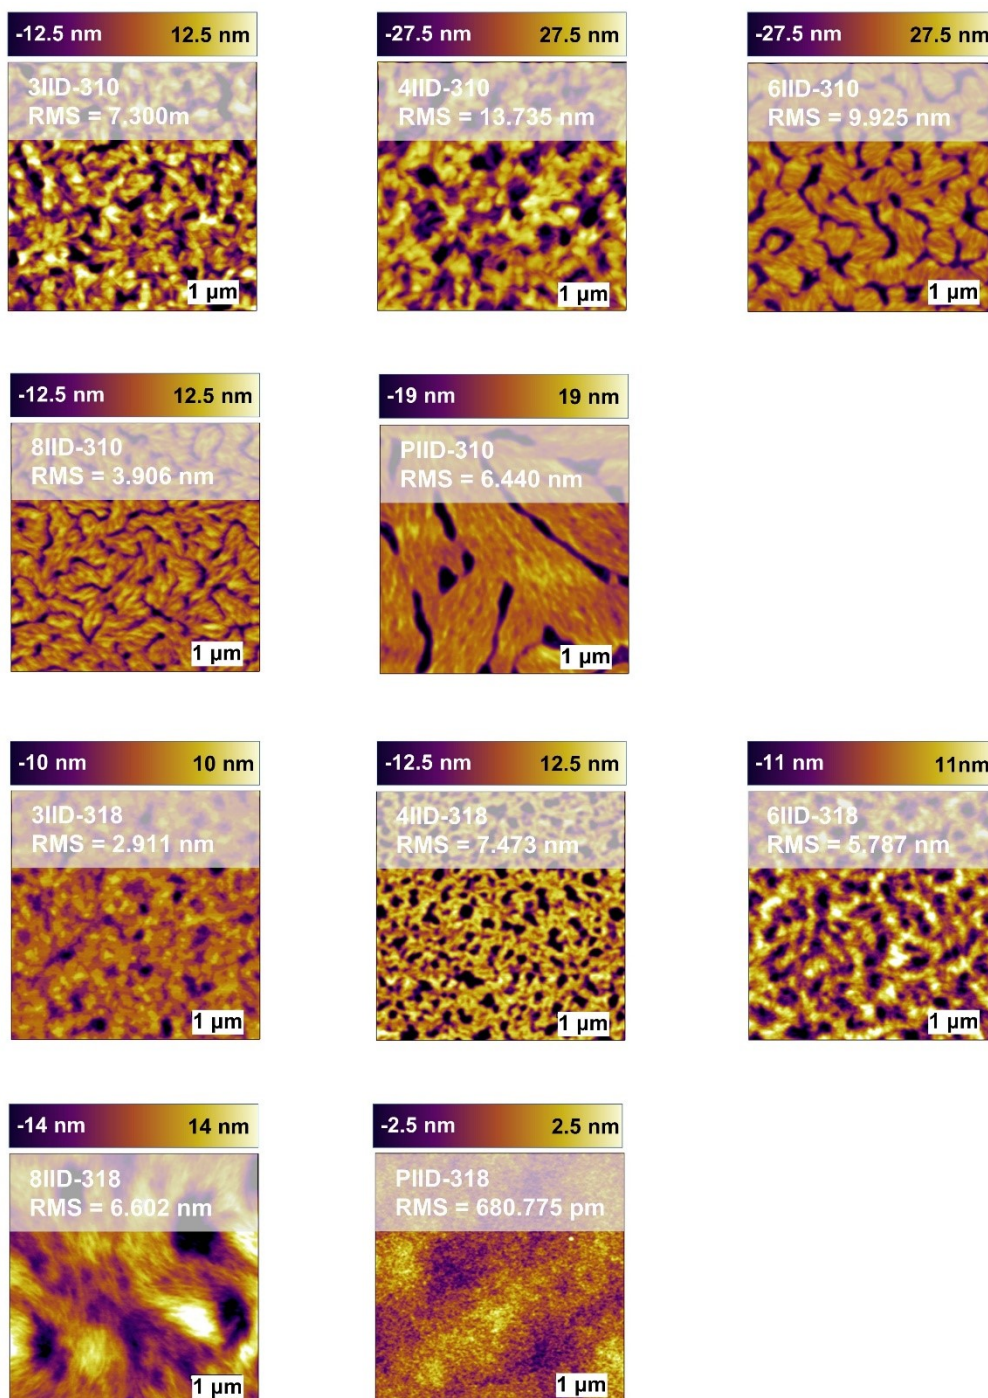 -12.5 nm 12.5 nm
3IID-310
RMS = 7.300m
1 µm
-27.5 nm 27.5 nm
4IID-310
RMS = 13.735 nm
1 µm
-27.5 nm 27.5 nm
6IID-310
RMS = 9.925 nm
1 µm
-12.5 nm 12.5 nm
8IID-310
RMS = 3.906 nm
1 µm
-19 nm 19 nm
PIID-310
RMS = 6.440 nm
1 µm
-10 nm 10 nm
3IID-318
RMS = 2.911 nm
1 µm
-12.5 nm 12.5 nm
4IID-318
RMS = 7.473 nm
1 µm
-11 nm 11nm
6IID-318
RMS = 5.787 nm
1 µm
-14 nm 14 nm
8IID-318
RMS = 6.602 nm
1 µm
-2.5 nm 2.5 nm
PIID-318
RMS = 680.775 pm
1 µm